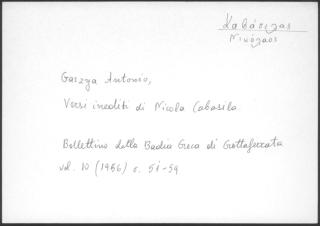 Καβάσιλας
Νικόλαος
Garzya Antonio,
Versi inediti di Nicola Cabasila
Bollettino della Badia Greca di Grottaferrata
vol. 10 (1956) σ. 51-59